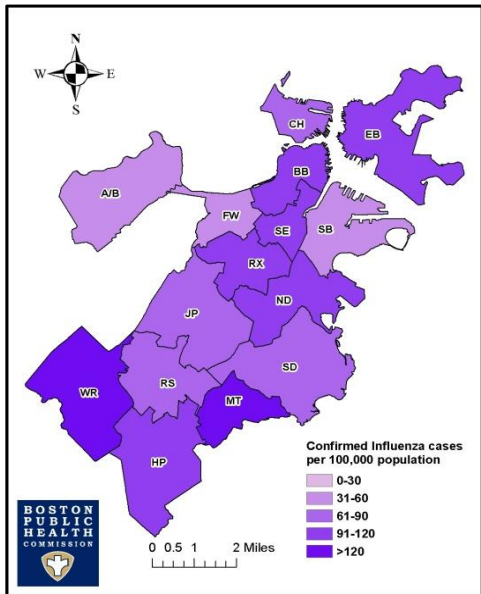 N
W E
S
CH
EB
BB
A/B
FW
SE
SB
RX
ND
JP
SD
RS
WR
MT
HP
Confirmed Influenza cases
per 100,000 population
0-30
31-60
61-90
91-120
>120
BOSTON
PUBLIC
HEALTH
COMMISSION
0 0.5 1 2 Miles